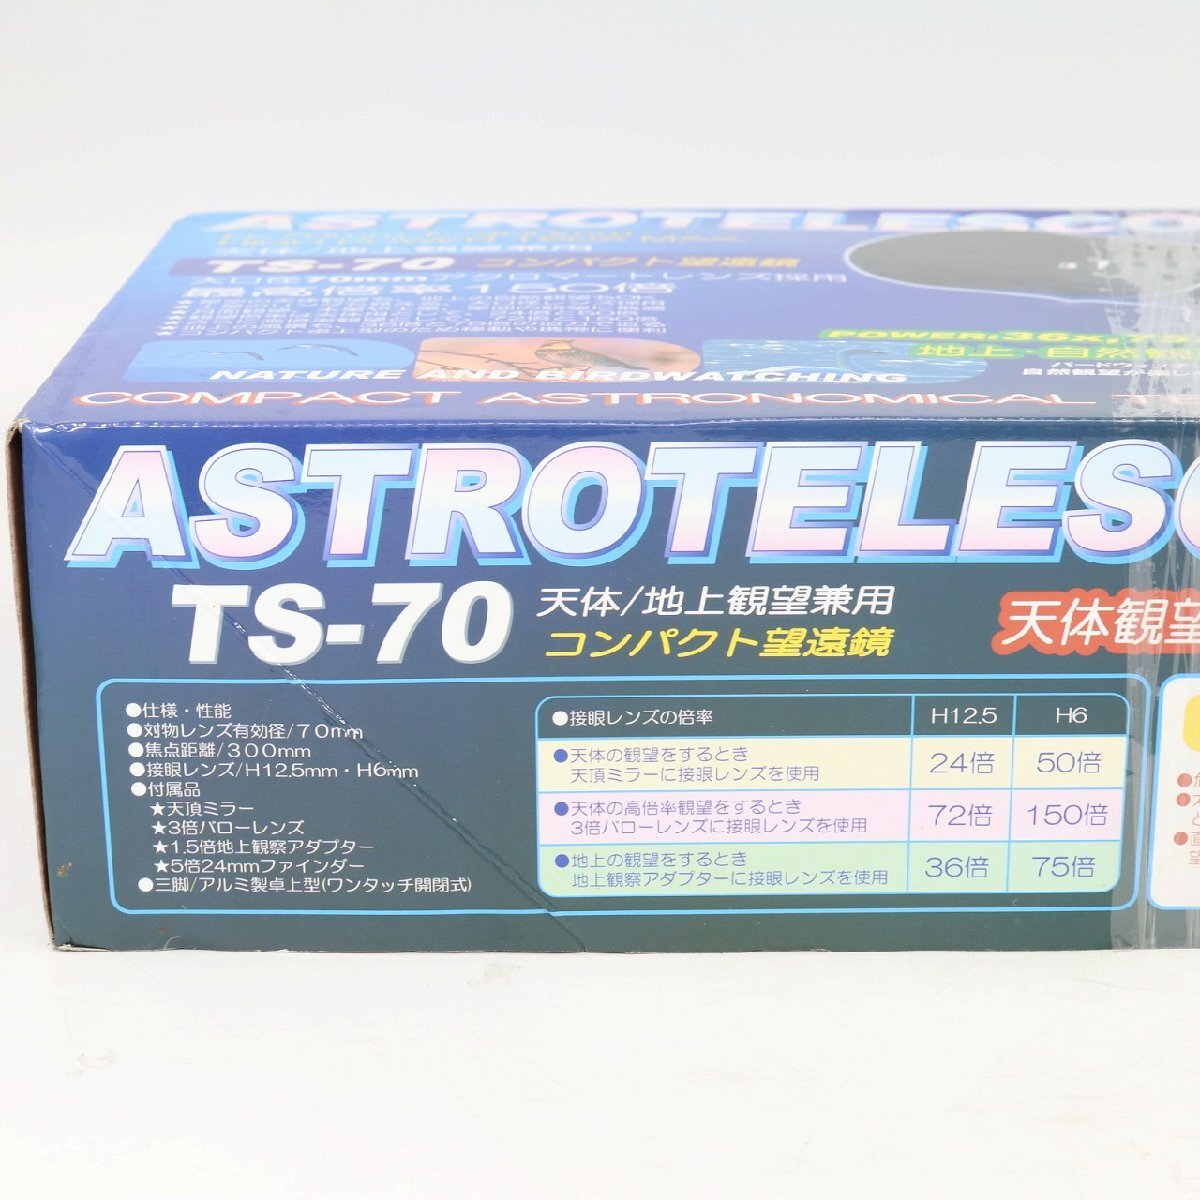 ASTROTELESCO
TS-70 コンパクト望遠鏡
最高倍率150倍
POWER:36x,75
地上・自然観
NATURE AND BIRDWATCHING
COMPACT ASTRONOMICAL T
ASTROTELESC
TS-70 天体/地上観望兼用
コンパクト望遠鏡
天体観望
●仕様・性能
●対物レンズ有効径/70mm
●焦点距離/300mm
●接眼レンズ/H12.5mm・H6mm
●付属品
★天頂ミラー
★3倍バローレンズ
★1.5倍地上観察アダプター
★5倍24mmファインダー
●三脚/アルミ製卓上型(ワンタッチ開閉式)
●接眼レンズの倍率 H12.5 H6
●天体の観望をするとき
天頂ミラーに接眼レンズを使用 24倍 50倍
●天体の高倍率観望をするとき
3倍バローレンズに接眼レンズを使用 72倍 150倍
●地上の観望をするとき
地上観察アダプターに接眼レンズを使用 36倍 75倍